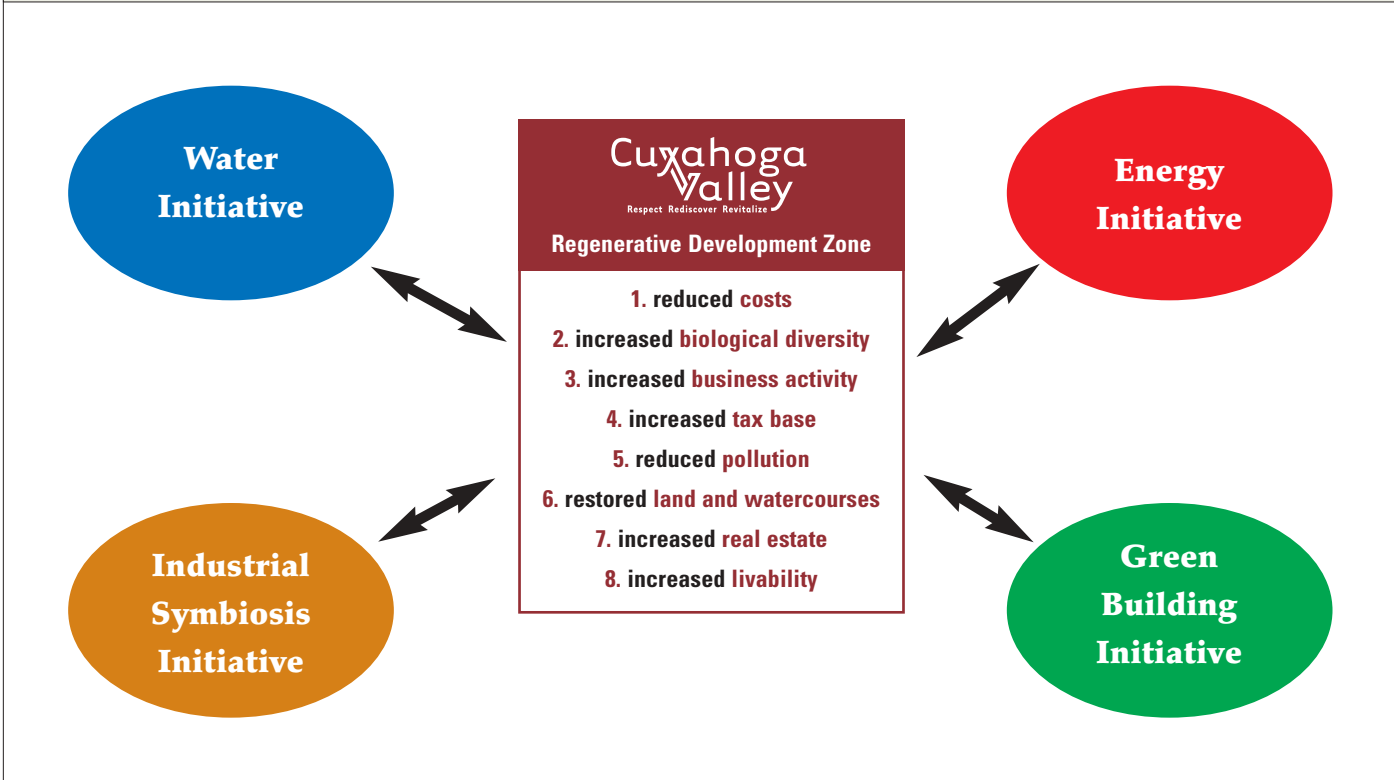 Water
Initiative
Cuyahoga
Valley
Respect Rediscover Revitalize
Regenerative Development Zone
1. reduced costs
2. increased biological diversity
3. increased business activity
4. increased tax base
5. reduced pollution
6. restored land and watercourses
7. increased real estate
8. increased livability
Energy
Initiative
Industrial
Symbiosis
Initiative
Green
Building
Initiative